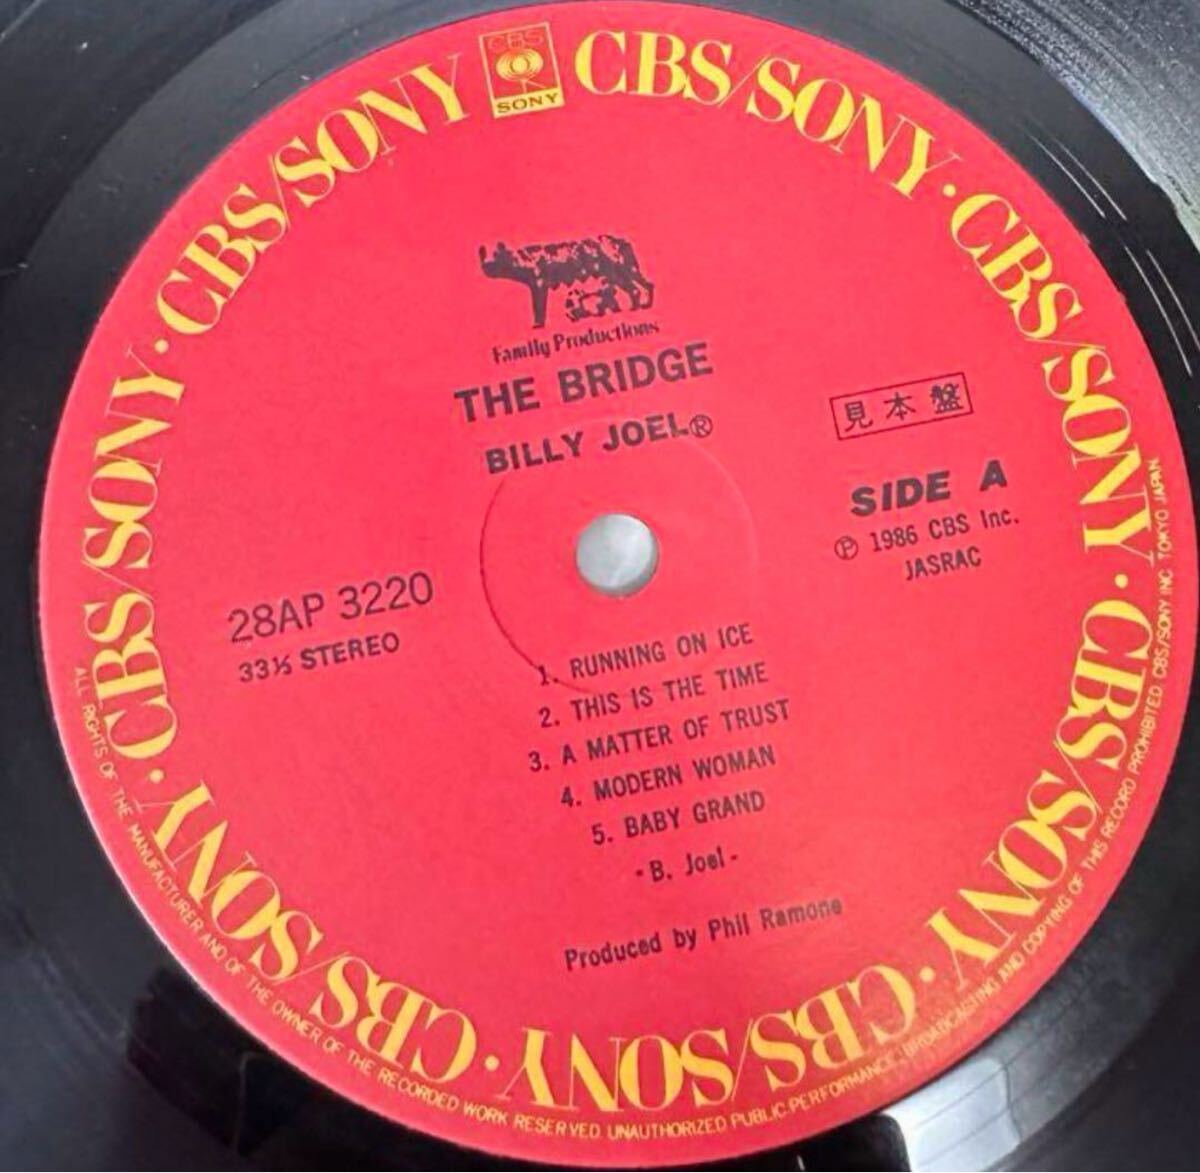 CBS
SONY
CBS/SONY · CBS/SONY · CBS/SONY · CBS/SONY · CBS/SONY · CBS/SONY · CBS/SONY · CBS/SONY
Family Productions
THE BRIDGE
BILLY JOEL®
見本盤
SIDE A
℗ 1986 CBS Inc.
JASRAC
28AP 3220
33⅓ STEREO
1. RUNNING ON ICE
2. THIS IS THE TIME
3. A MATTER OF TRUST
4. MODERN WOMAN
5. BABY GRAND
- B. Joel -
Produced by Phil Ramone
ALL RIGHTS OF THE MANUFACTURER AND OF THE OWNER OF THE RECORDED WORK RESERVED. UNAUTHORIZED PUBLIC PERFORMANCE, BROADCASTING AND COPYING OF THIS RECORD PROHIBITED CBS/SONY INC. TOKYO JAPAN.